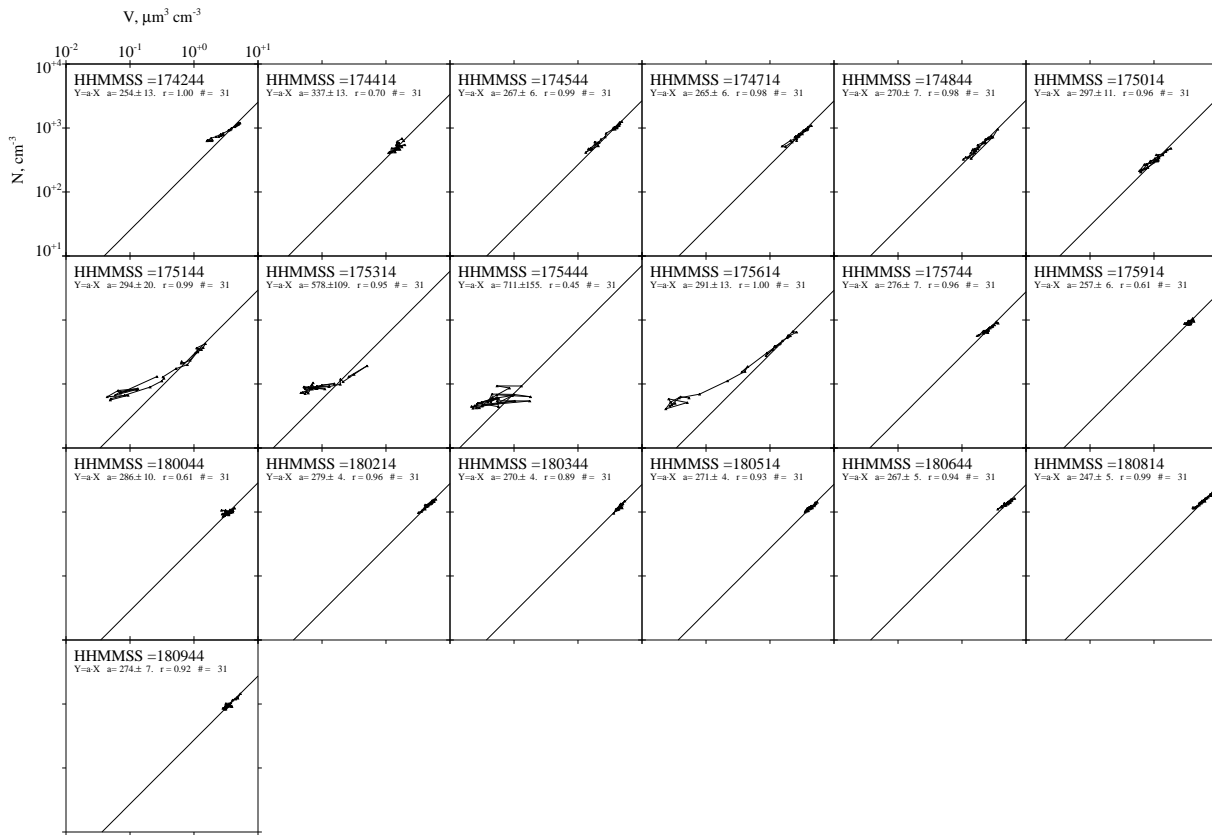 V, μm³ cm⁻³
10⁻² 10⁻¹ 10⁺⁰ 10⁺¹
N, cm⁻³
10⁺⁴
10⁺³
10⁺²
10⁺¹
HHMMSS =174244
Y=a·X a= 254.± 13. r = 1.00 # = 31
HHMMSS =174414
Y=a·X a= 337± 13. r = 0.70 # = 31
HHMMSS =174544
Y=a·X a= 267± 6. r = 0.99 # = 31
HHMMSS =174714
Y=a·X a= 265± 6. r = 0.98 # = 31
HHMMSS =174844
Y=a·X a= 270± 7. r = 0.98 # = 31
HHMMSS =175014
Y=a·X a= 297± 11. r = 0.96 # = 31
HHMMSS =175144
Y=a·X a= 294± 20. r = 0.99 # = 31
HHMMSS =175314
Y=a·X a= 578.±109. r = 0.95 # = 31
HHMMSS =175444
Y=a·X a= 711.±155. r = 0.45 # = 31
HHMMSS =175614
Y=a·X a= 291± 13. r = 1.00 # = 31
HHMMSS =175744
Y=a·X a= 276± 7. r = 0.96 # = 31
HHMMSS =175914
Y=a·X a= 257± 6. r = 0.61 # = 31
HHMMSS =180044
Y=a·X a= 286± 10. r = 0.61 # = 31
HHMMSS =180214
Y=a·X a= 279± 4. r = 0.96 # = 31
HHMMSS =180344
Y=a·X a= 270± 4. r = 0.89 # = 31
HHMMSS =180514
Y=a·X a= 271± 4. r = 0.93 # = 31
HHMMSS =180644
Y=a·X a= 267± 5. r = 0.94 # = 31
HHMMSS =180814
Y=a·X a= 247± 5. r = 0.99 # = 31
HHMMSS =180944
Y=a·X a= 274± 7. r = 0.92 # = 31